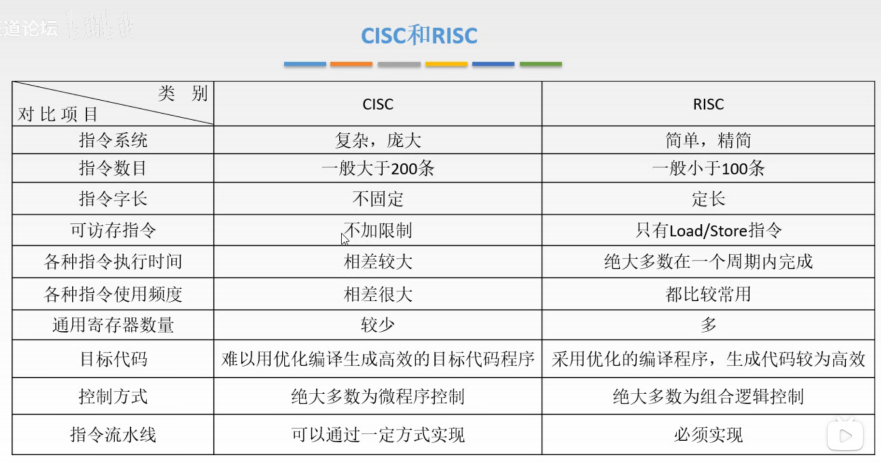 道论坛
CISC和RISC
类 别
对比项目
CISC
RISC
指令系统
复杂，庞大
简单，精简
指令数目
一般大于200条
一般小于100条
指令字长
不固定
定长
可访存指令
不加限制
只有Load/Store指令
各种指令执行时间
相差较大
绝大多数在一个周期内完成
各种指令使用频度
相差很大
都比较常用
通用寄存器数量
较少
多
目标代码
难以用优化编译生成高效的目标代码程序
采用优化的编译程序，生成代码较为高效
控制方式
绝大多数为微程序控制
绝大多数为组合逻辑控制
指令流水线
可以通过一定方式实现
必须实现